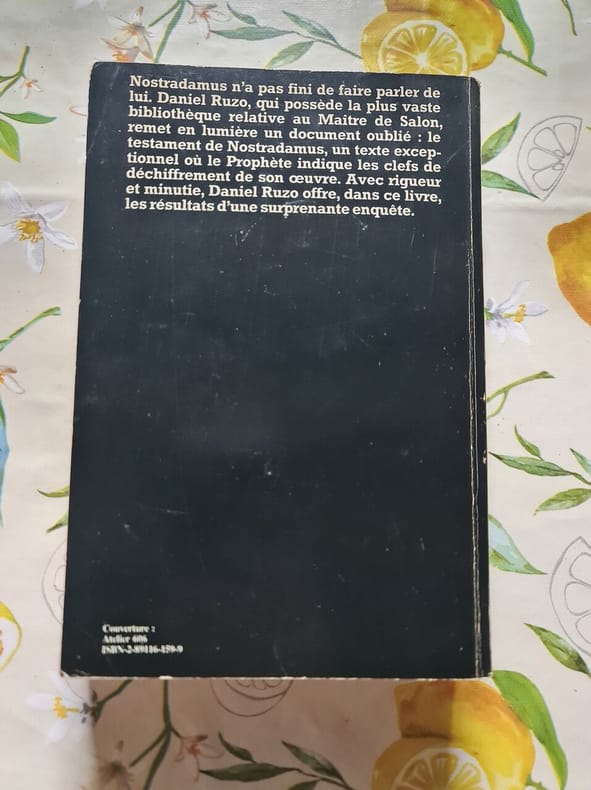 Nostradamus n'a pas fini de faire parler de
lui. Daniel Ruzo, qui possède la plus vaste
bibliothèque relative au Maitre de Salon,
remet en lumière un document oublié : le
testament de Nostradamus, un texte excep-
tionnel où le Prophète indique les clefs de
déchiffrement de son œuvre. Avec rigueur
et minutie, Daniel Ruzo offre, dans ce livre,
les résultats d'une surprenante enquête.
Couverture :
Atelier 606
ISBN-2-89116-159-9